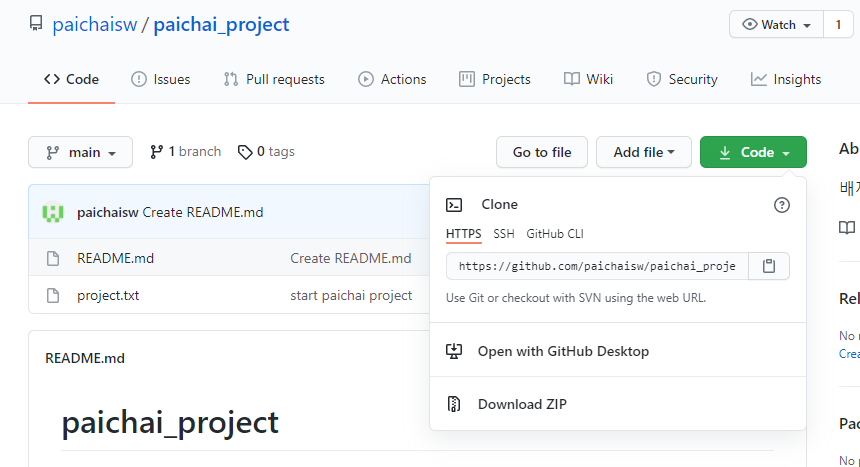 paichaisw / paichai_project
Watch 1
Code Issues Pull requests Actions Projects Wiki Security Insights
main 1 branch 0 tags Go to file Add file Code
paichaisw Create README.md
README.md Create README.md
project.txt start paichai project
Clone
HTTPS SSH GitHub CLI
https://github.com/paichaisw/paichai_proje
Use Git or checkout with SVN using the web URL.
Open with GitHub Desktop
Download ZIP
README.md
paichai_project
Ab
배
Rel
No
Crea
Pac
No